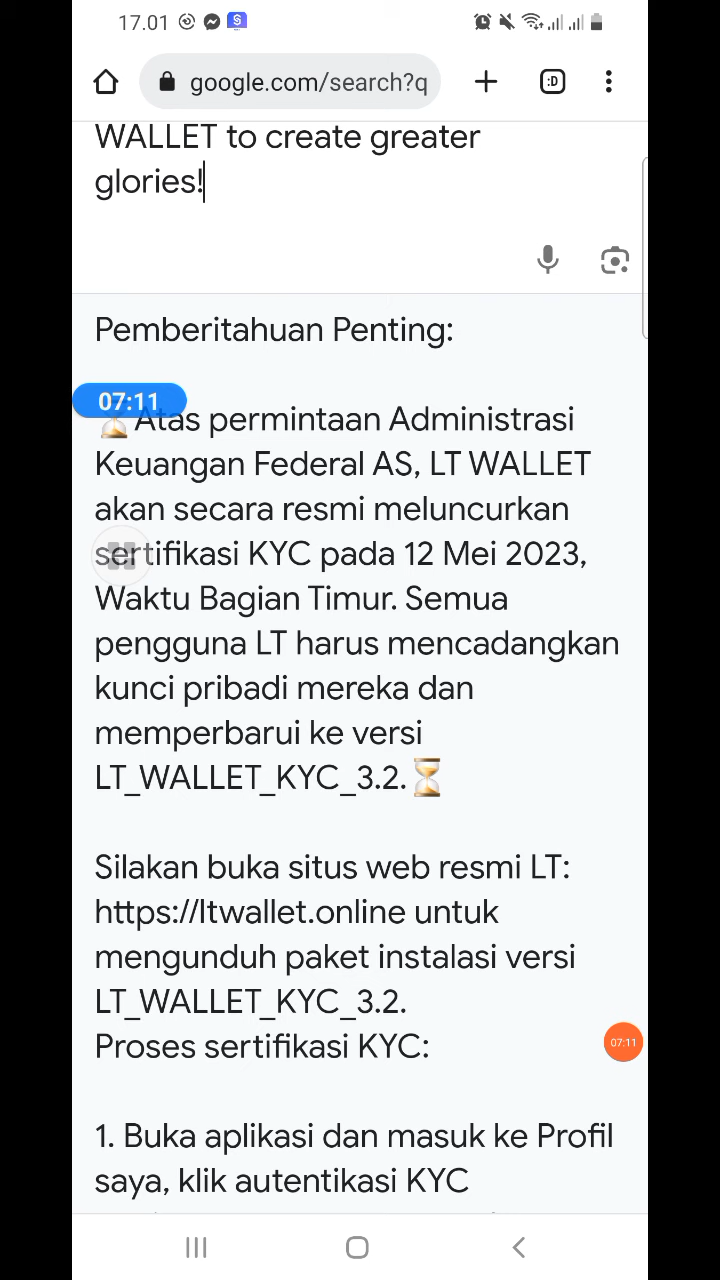 17.01
google.com/search?q
:D
WALLET to create greater
glories!
Pemberitahuan Penting:
07:11
⏳Atas permintaan Administrasi
Keuangan Federal AS, LT WALLET
akan secara resmi meluncurkan
sertifikasi KYC pada 12 Mei 2023,
Waktu Bagian Timur. Semua
pengguna LT harus mencadangkan
kunci pribadi mereka dan
memperbarui ke versi
LT_WALLET_KYC_3.2.⏳
Silakan buka situs web resmi LT:
https://ltwallet.online untuk
mengunduh paket instalasi versi
LT_WALLET_KYC_3.2.
Proses sertifikasi KYC:
07:11
1. Buka aplikasi dan masuk ke Profil
saya, klik autentikasi KYC